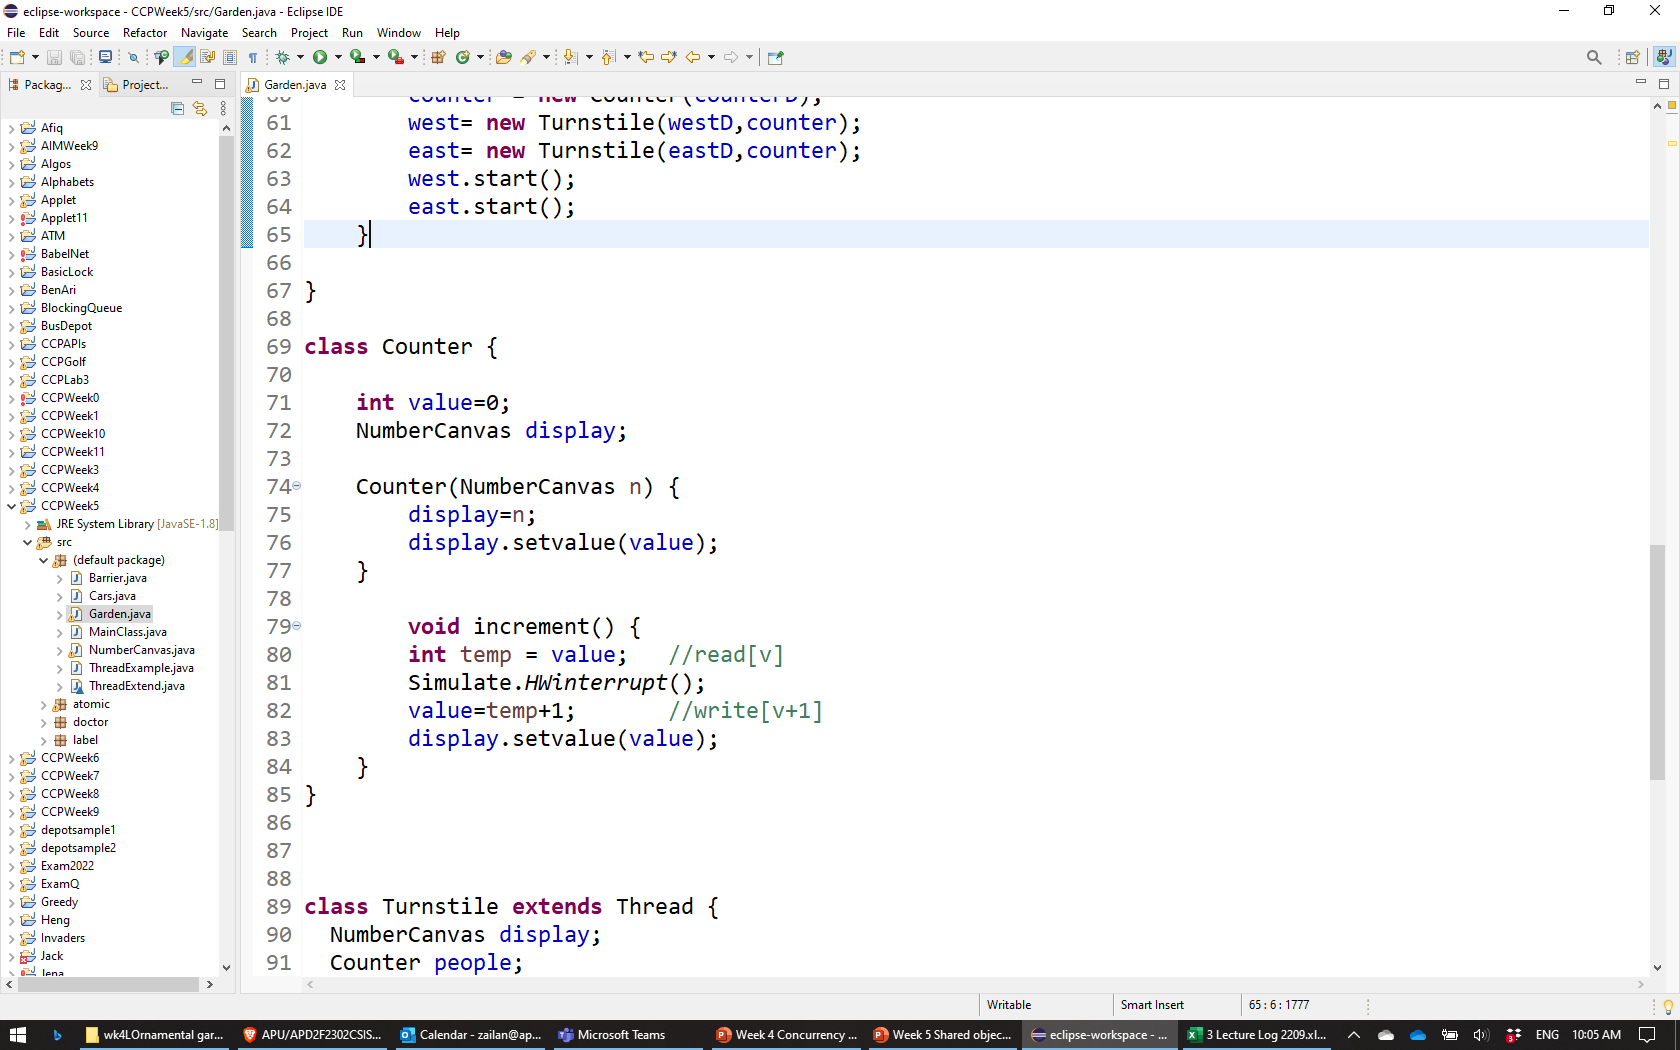 eclipse-workspace - CCPWeek5/src/Garden.java - Eclipse IDE
File Edit Source Refactor Navigate Search Project Run Window Help
Packag... Project... Garden.java
Afiq
AIMWeek9
Algos
Alphabets
Applet
Applet11
ATM
BabelNet
BasicLock
BenAri
BlockingQueue
BusDepot
CCPAPIs
CCPGolf
CCPLab3
CCPWeek0
CCPWeek1
CCPWeek10
CCPWeek11
CCPWeek3
CCPWeek4
CCPWeek5
JRE System Library [JavaSE-1.8]
src
(default package)
Barrier.java
Cars.java
Garden.java
MainClass.java
NumberCanvas.java
ThreadExample.java
ThreadExtend.java
atomic
doctor
label
CCPWeek6
CCPWeek7
CCPWeek8
CCPWeek9
depotsample1
depotsample2
Exam2022
ExamQ
Greedy
Heng
Invaders
Jack
Jena
60 counter = new Counter(counterD);
61 west= new Turnstile(westD,counter);
62 east= new Turnstile(eastD,counter);
63 west.start();
64 east.start();
65 }
66
67 }
68
69 class Counter {
70
71 int value=0;
72 NumberCanvas display;
73
74 Counter(NumberCanvas n) {
75 display=n;
76 display.setvalue(value);
77 }
78
79 void increment() {
80 int temp = value; //read[v]
81 Simulate.HWinterrupt();
82 value=temp+1; //write[v+1]
83 display.setvalue(value);
84 }
85 }
86
87
88
89 class Turnstile extends Thread {
90 NumberCanvas display;
91 Counter people;
Writable Smart Insert 65 : 6 : 1777
wk4LOrnamental gar... APU/APD2F2302CSIS... Calendar - zailan@ap... Microsoft Teams Week 4 Concurrency ... Week 5 Shared objec... eclipse-workspace - ... 3 Lecture Log 2209.xl... ENG 10:05 AM